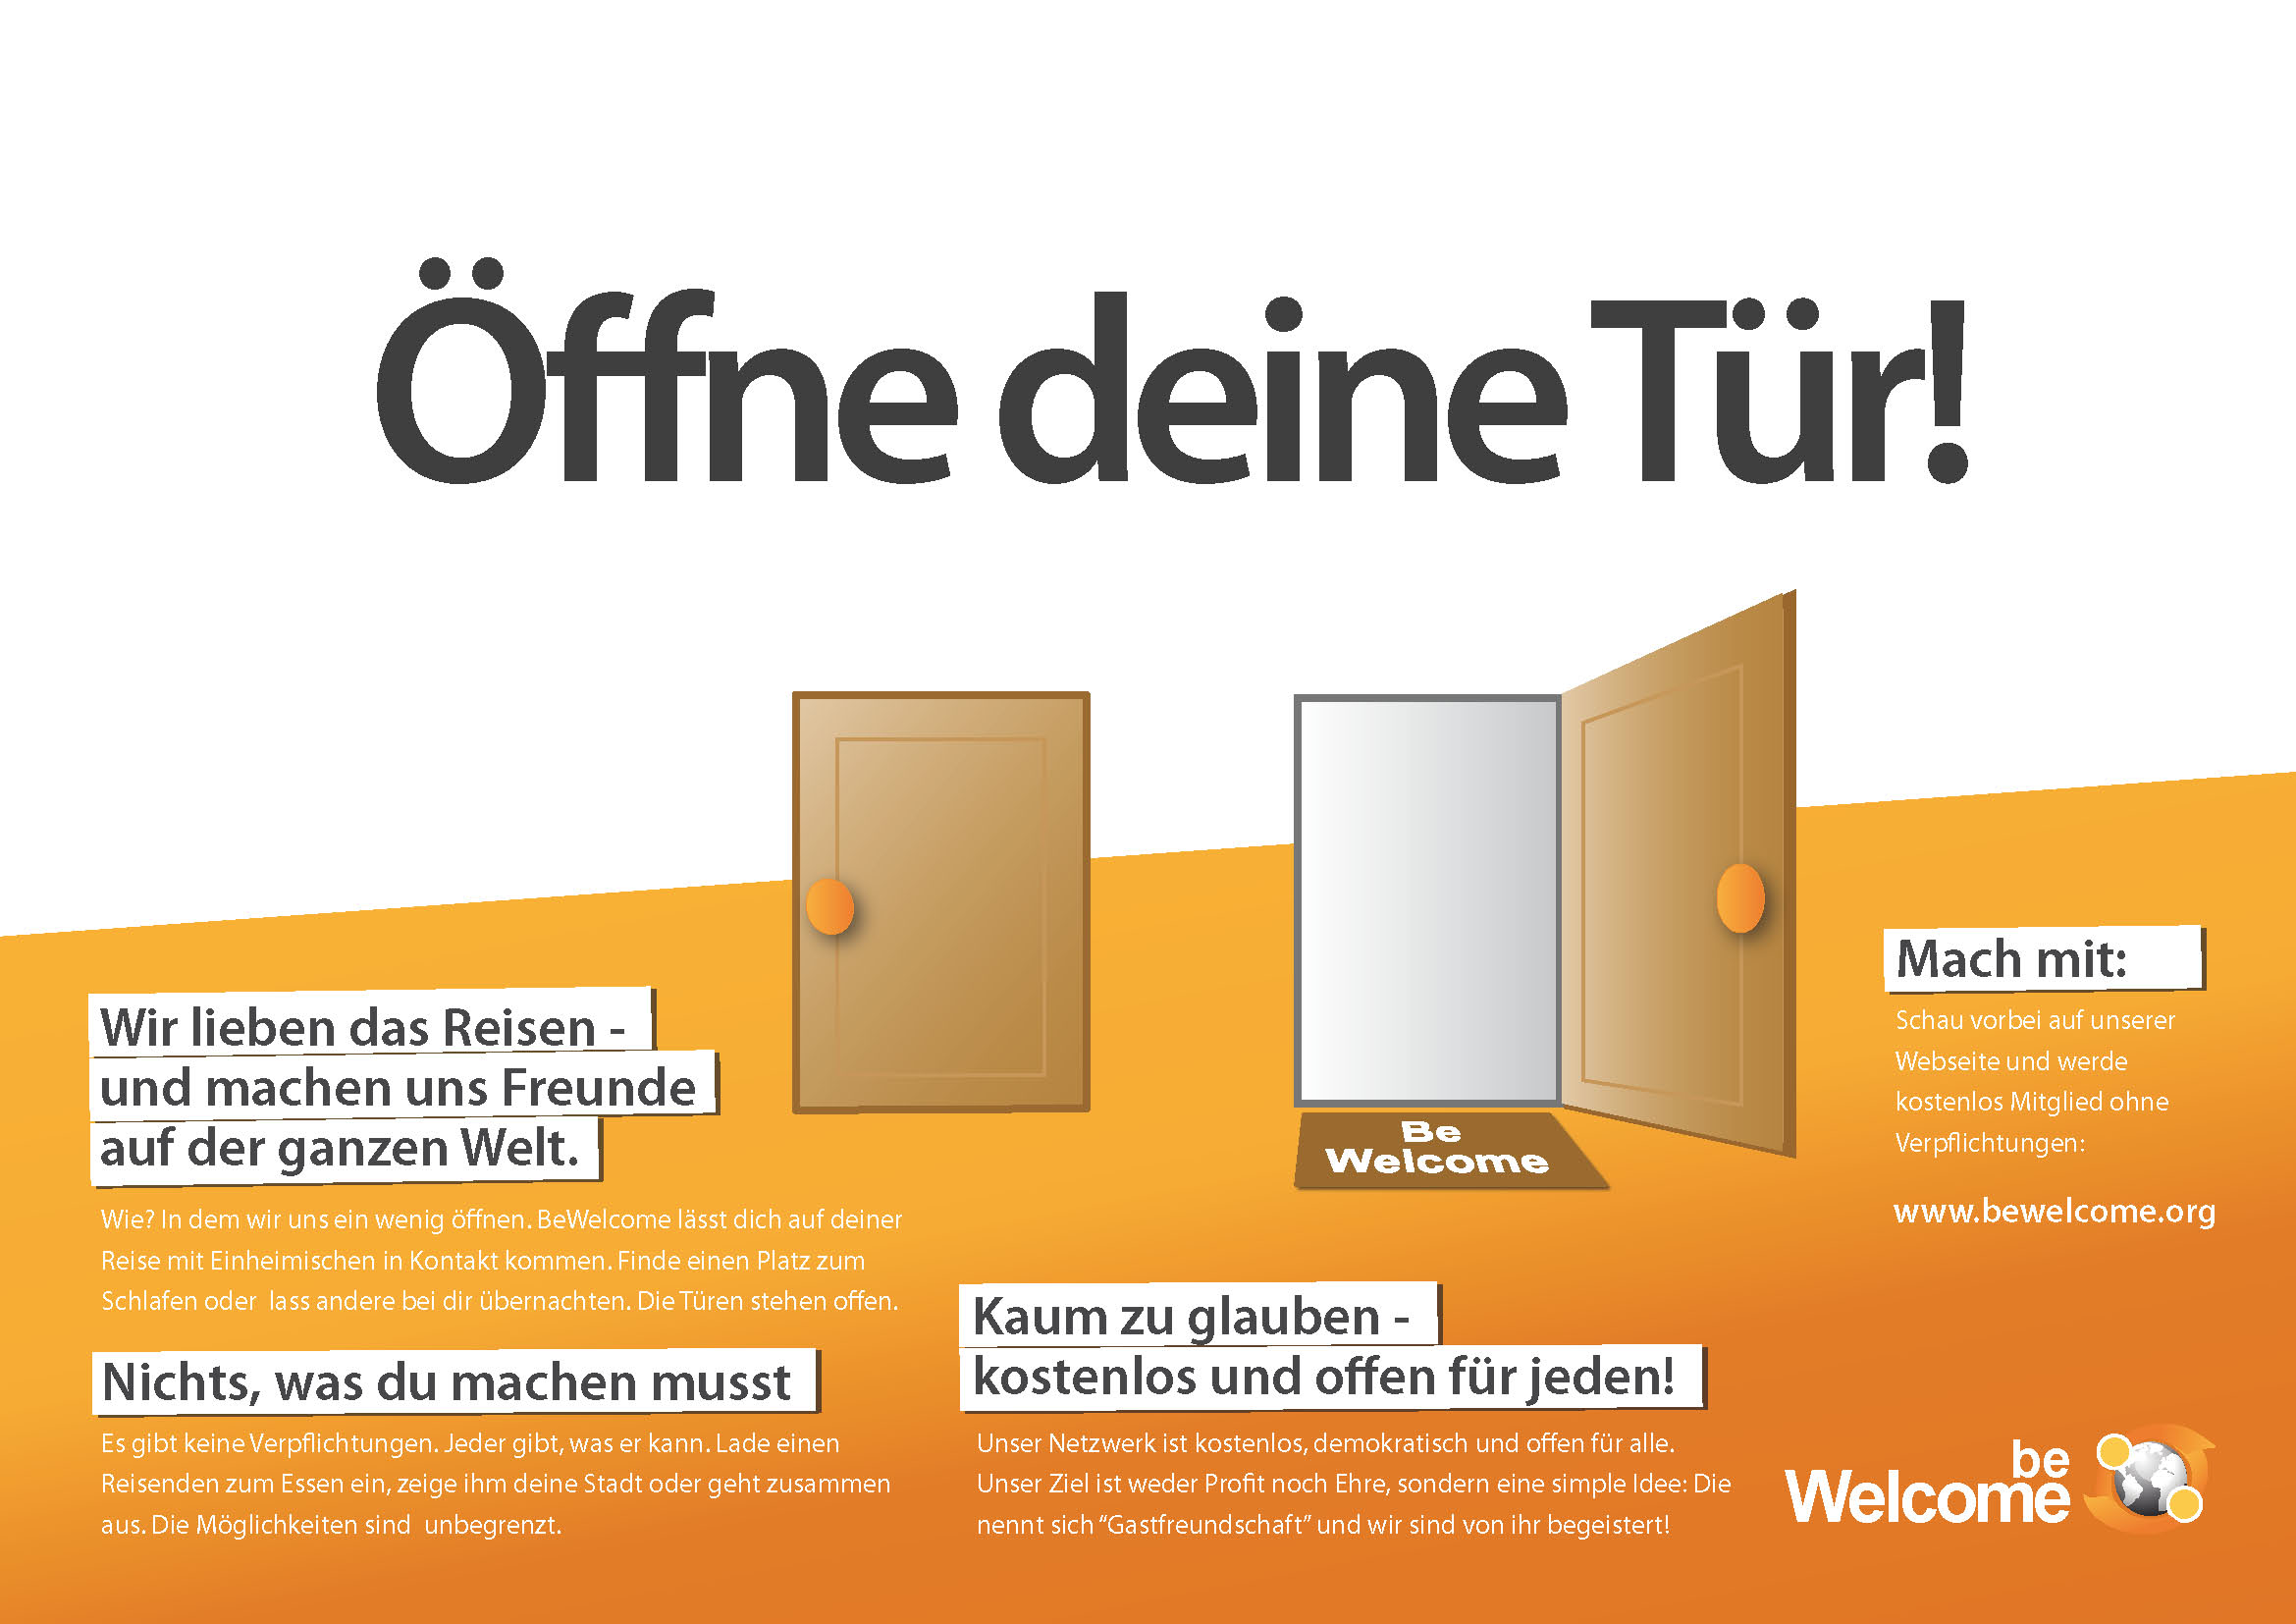 Öffne deine Tür!
Be
Welcome
Wir lieben das Reisen -
und machen uns Freunde
auf der ganzen Welt.
Wie? In dem wir uns ein wenig öffnen. BeWelcome lässt dich auf deiner
Reise mit Einheimischen in Kontakt kommen. Finde einen Platz zum
Schlafen oder lass andere bei dir übernachten. Die Türen stehen offen.
Nichts, was du machen musst
Es gibt keine Verpflichtungen. Jeder gibt, was er kann. Lade einen
Reisenden zum Essen ein, zeige ihm deine Stadt oder geht zusammen
aus. Die Möglichkeiten sind unbegrenzt.
Kaum zu glauben -
kostenlos und offen für jeden!
Unser Netzwerk ist kostenlos, demokratisch und offen für alle.
Unser Ziel ist weder Profit noch Ehre, sondern eine simple Idee: Die
nennt sich “Gastfreundschaft” und wir sind von ihr begeistert!
Mach mit:
Schau vorbei auf unserer
Webseite und werde
kostenlos Mitglied ohne
Verpflichtungen:
www.bewelcome.org
be
Welcome